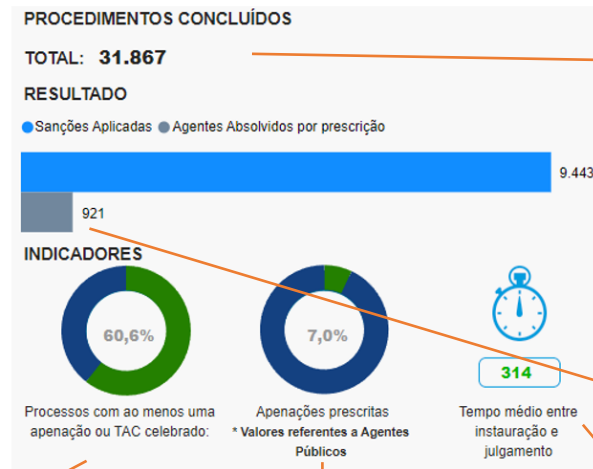 PROCEDIMENTOS CONCLUÍDOS
TOTAL: 31.867
RESULTADO
Sanções Aplicadas Agentes Absolvidos por prescrição
9.443
921
INDICADORES
60,6%
7,0%
314
Processos com ao menos uma
apenação ou TAC celebrado:
Apenações prescritas
* Valores referentes a Agentes
Públicos
Tempo médio entre
instauração e
julgamento